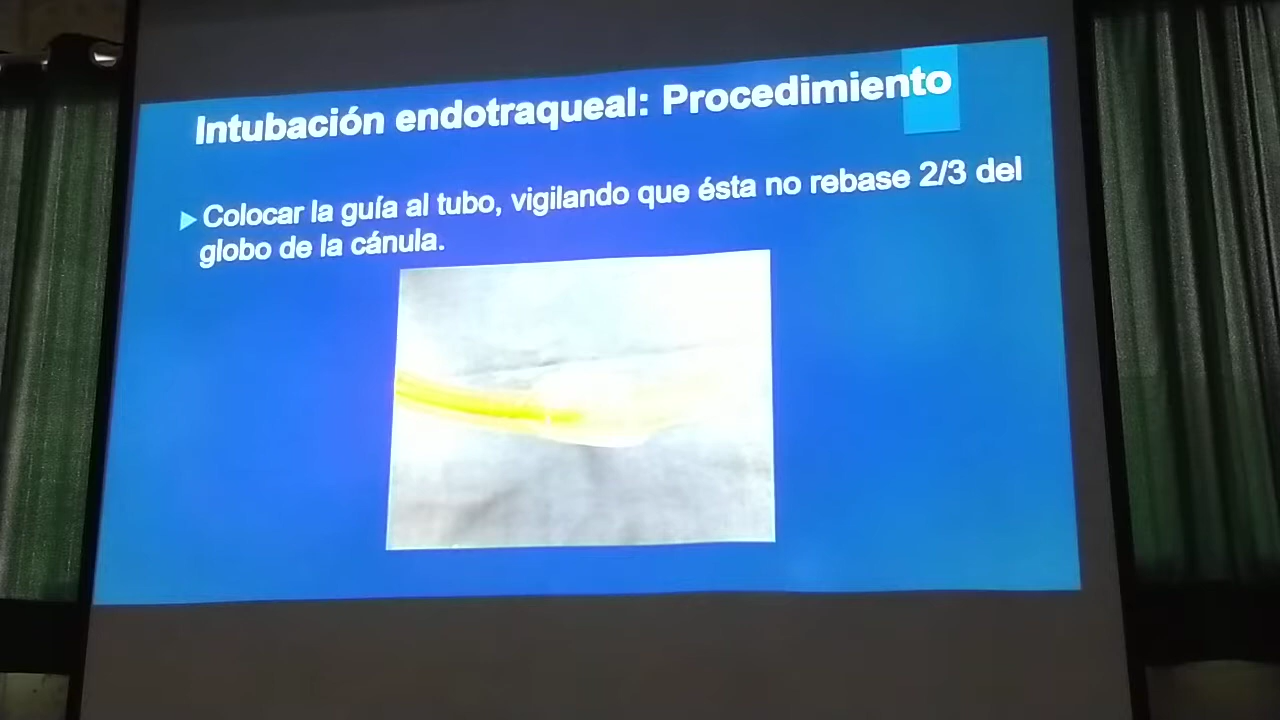 Intubación endotraqueal: Procedimiento
Colocar la guía al tubo, vigilando que ésta no rebase 2/3 del
globo de la cánula.